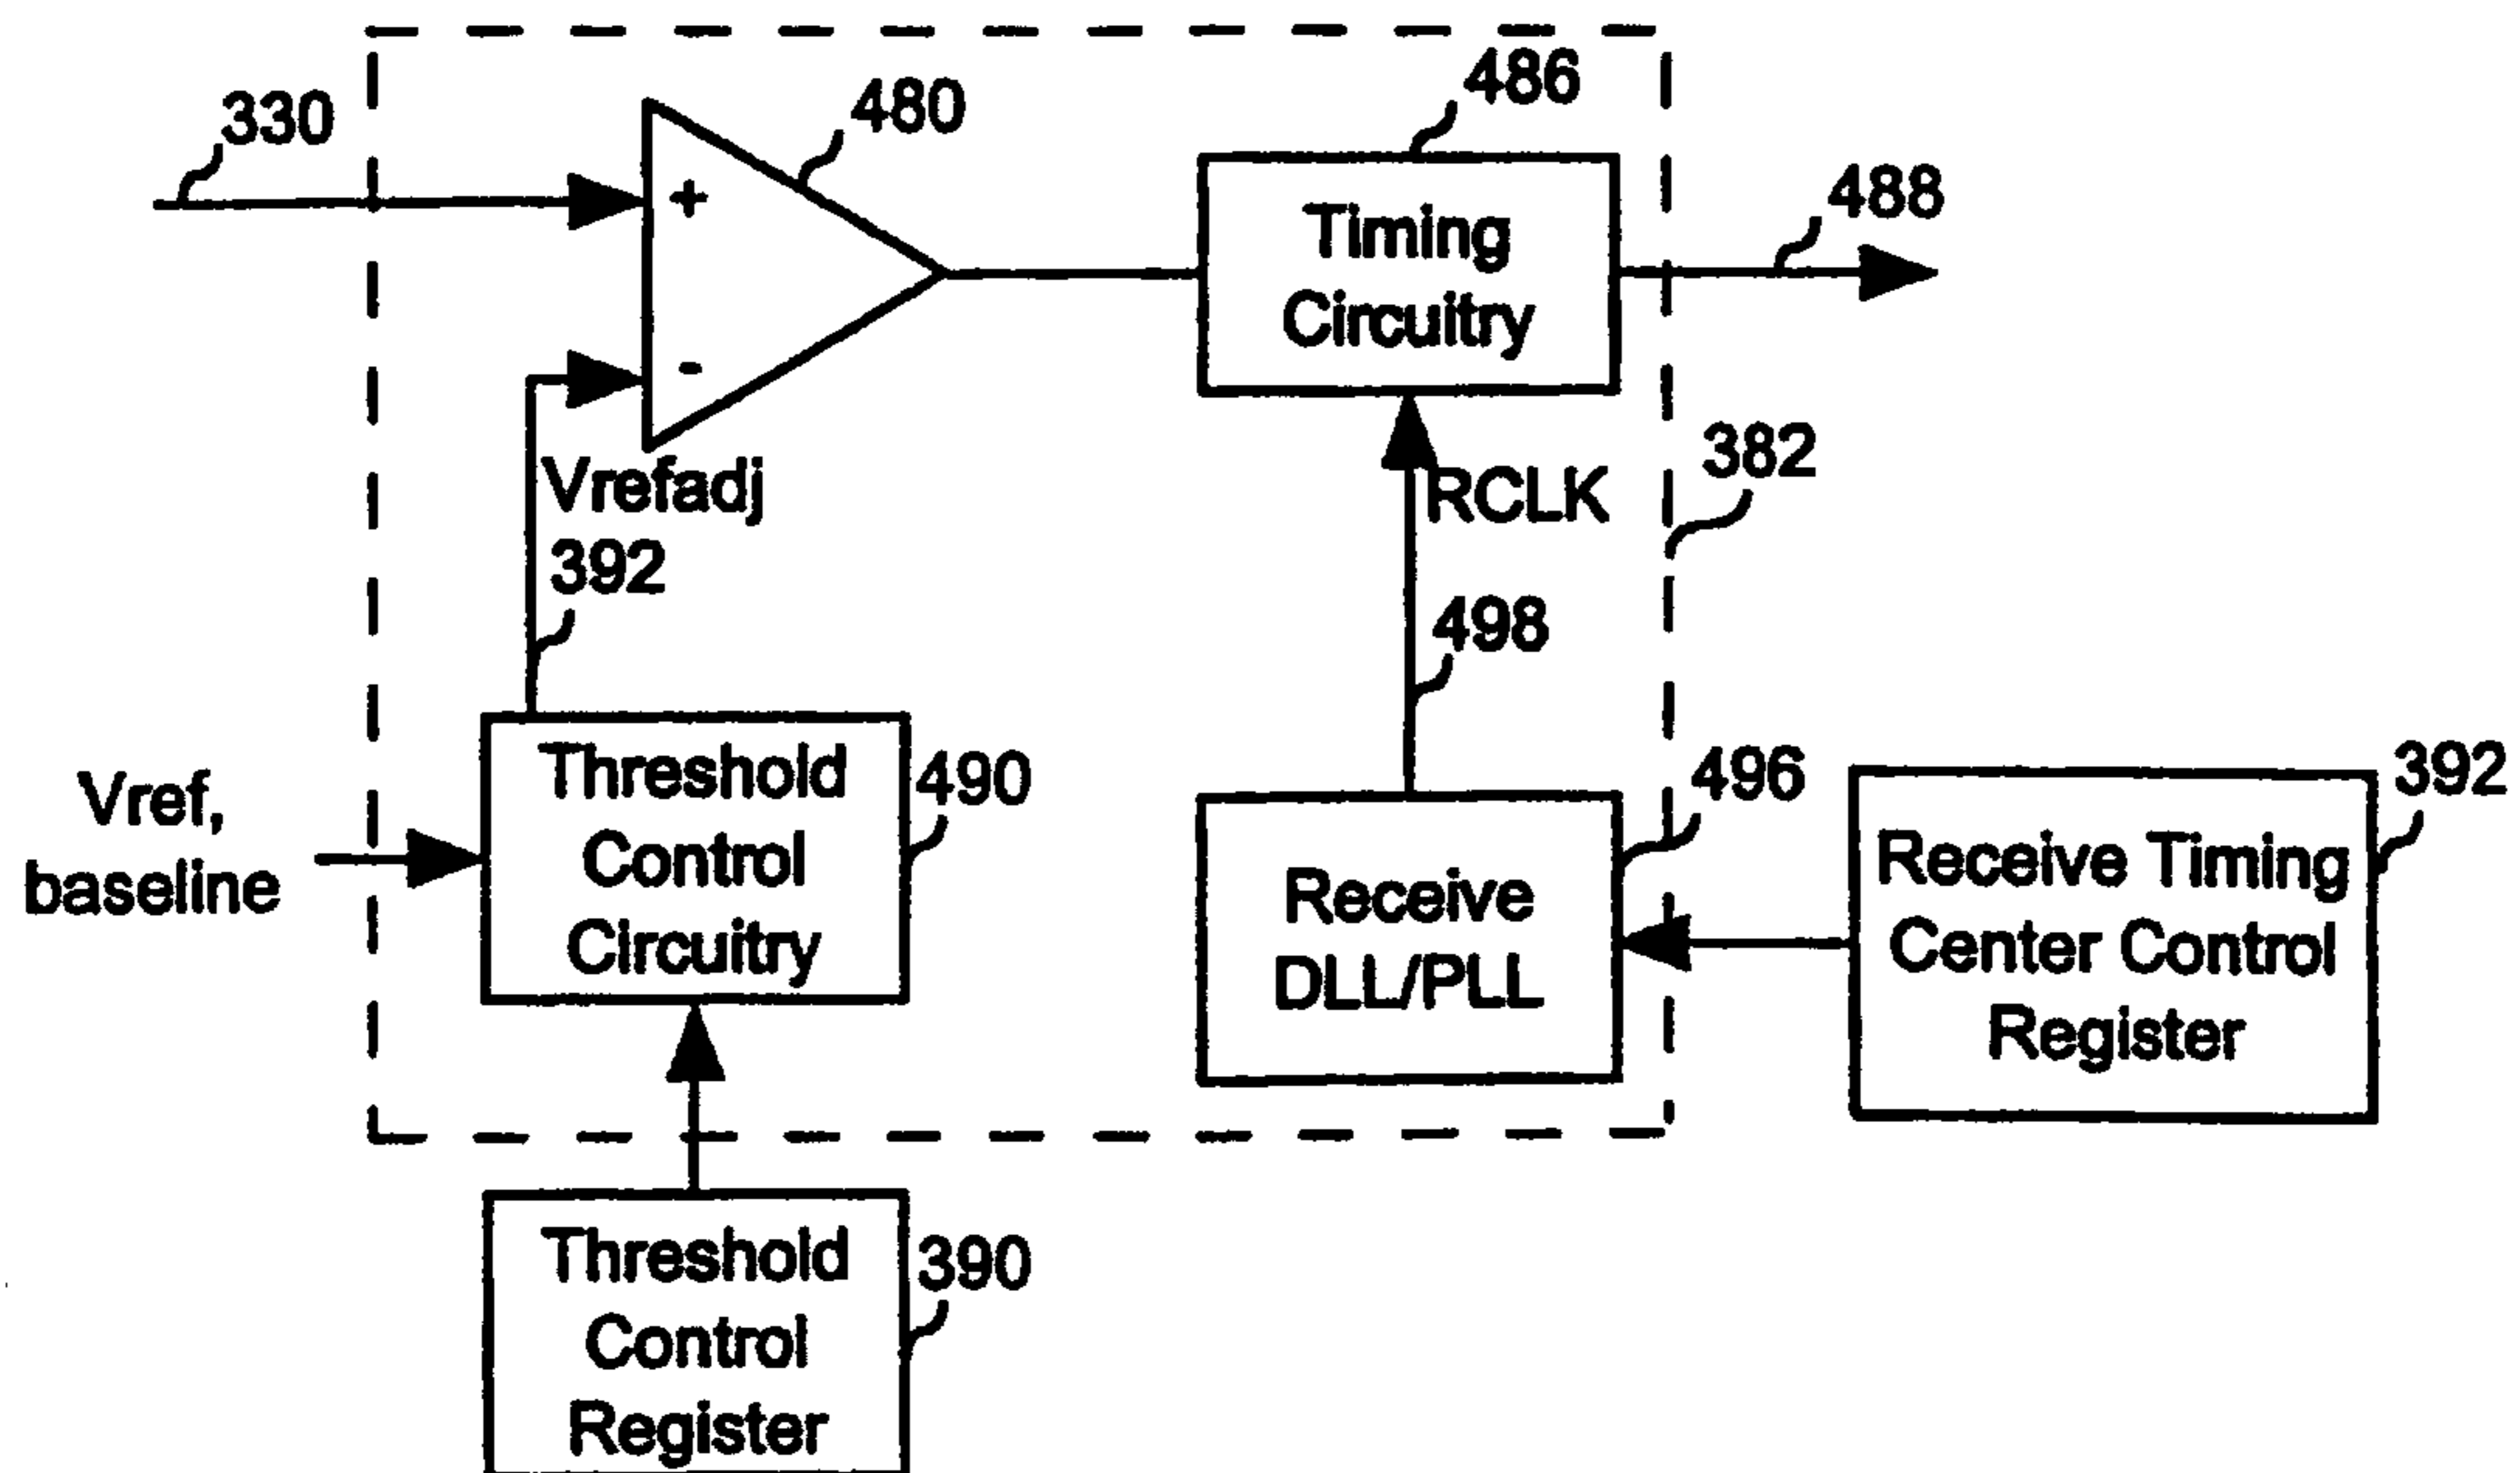 330
480
486
488
+
-
Timing
Circuitry
Vrefadj
392
RCLK
498
382
Vref,
baseline
Threshold
Control
Circuitry
490
Receive
DLL/PLL
496
Receive Timing
Center Control
Register
392
Threshold
Control
Register
390